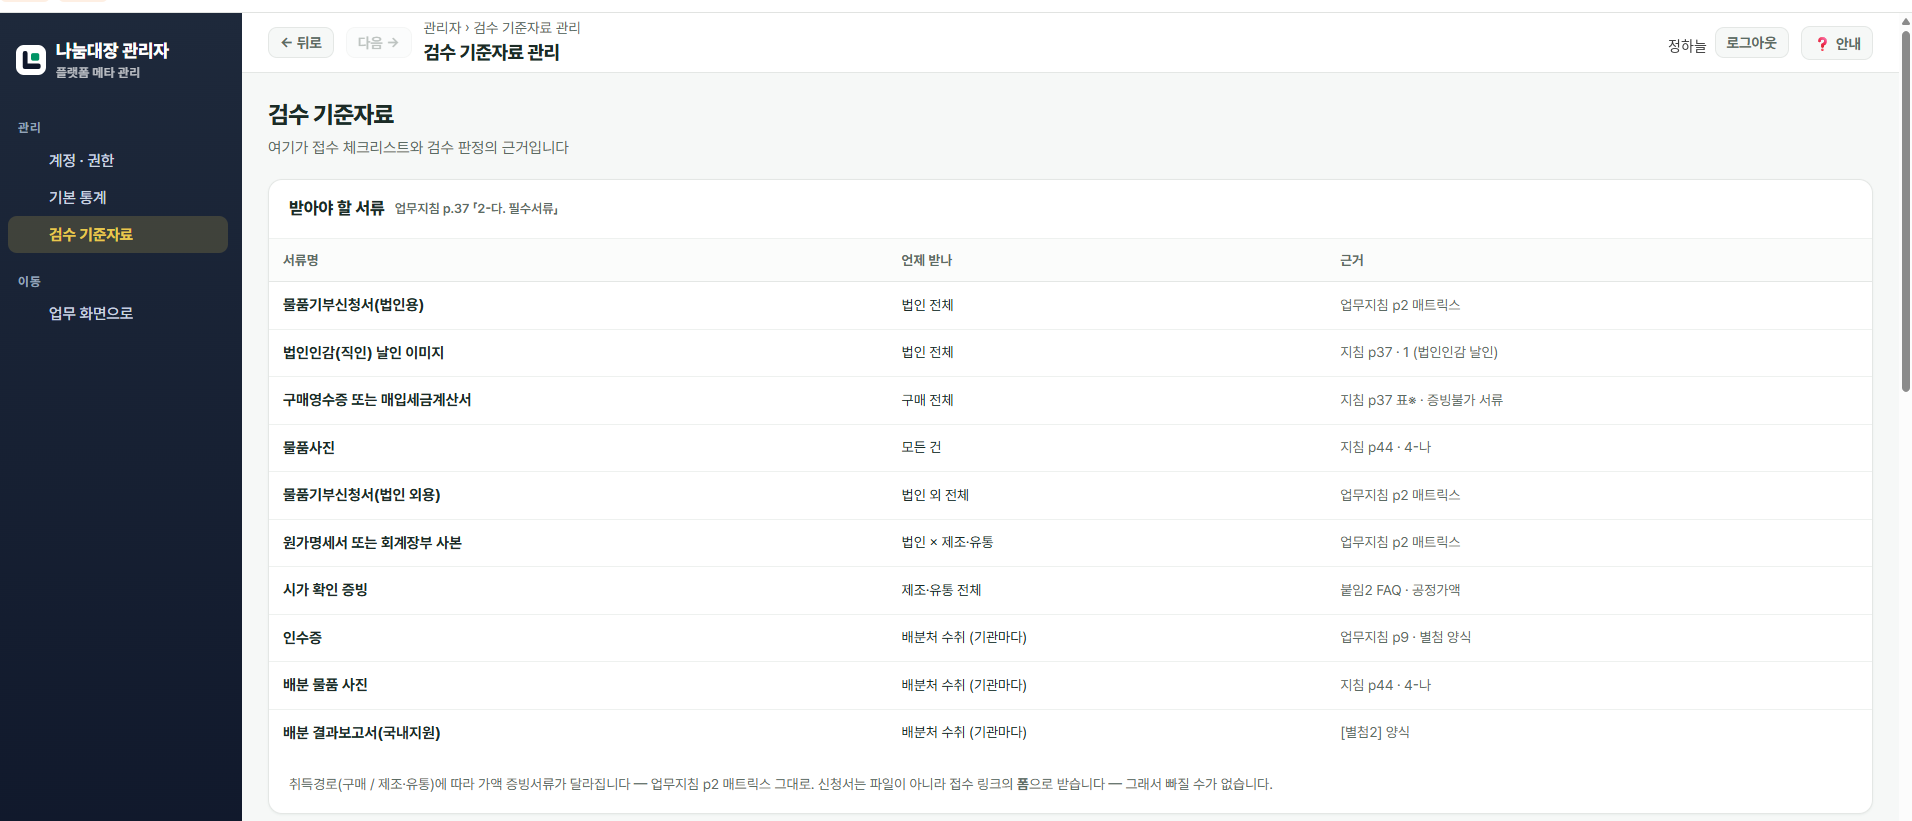 나눔대장 관리자
플랫폼 메타 관리
관리
계정 · 권한
기본 통계
검수 기준자료
이동
업무 화면으로
← 뒤로
다음 →
관리자 › 검수 기준자료 관리
검수 기준자료 관리
정하늘
로그아웃
❓ 안내
검수 기준자료
여기가 접수 체크리스트와 검수 판정의 근거입니다
받아야 할 서류 업무지침 p.37 「2-다. 필수서류」
서류명 언제 받나 근거
물품기부신청서(법인용) 법인 전체 업무지침 p2 매트릭스
법인인감(직인) 날인 이미지 법인 전체 지침 p37 · 1 (법인인감 날인)
구매영수증 또는 매입세금계산서 구매 전체 지침 p37 표※ · 증빙불가 서류
물품사진 모든 건 지침 p44 · 4-나
물품기부신청서(법인 외용) 법인 외 전체 업무지침 p2 매트릭스
원가명세서 또는 회계장부 사본 법인 × 제조·유통 업무지침 p2 매트릭스
시가 확인 증빙 제조·유통 전체 붙임2 FAQ · 공정가액
인수증 배분처 수취 (기관마다) 업무지침 p9 · 별첨 양식
배분 물품 사진 배분처 수취 (기관마다) 지침 p44 · 4-나
배분 결과보고서(국내지원) 배분처 수취 (기관마다) [별첨2] 양식
취득경로(구매 / 제조·유통)에 따라 가액 증빙서류가 달라집니다 — 업무지침 p2 매트릭스 그대로. 신청서는 파일이 아니라 접수 링크의 폼으로 받습니다 — 그래서 빠질 수가 없습니다.